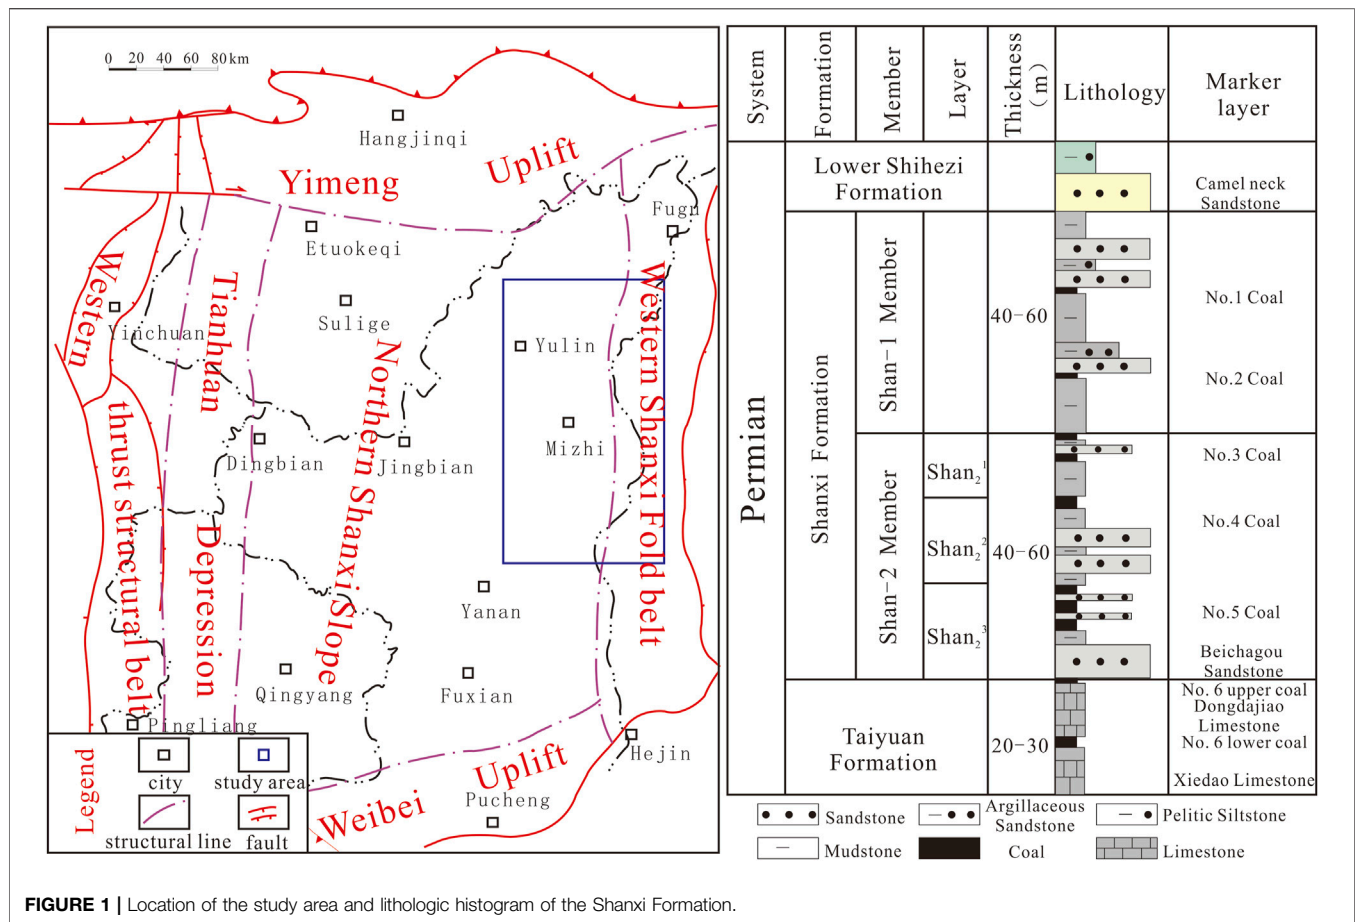 0 20 40 60 80km
Hangjinqi
Yimeng Uplift
Fugu
Etuokeqi
Western thrust structural belt
Tianhuan Depression
Northern Shanxi Slope
Western Shanxi Fold belt
Yinchuan
Sulige
Yulin
Mizhi
Dingbian
Jingbian
Yanan
Qingyang
Fuxian
Pingliang
Hejin
Weibei Uplift
Pucheng
Legend
city
study area
structural line
fault
System
Formation
Member
Layer
Thickness (m)
Lithology
Marker layer
Permian
Lower Shihezi
Formation
Camel neck
Sandstone
Shanxi Formation
Shan-1 Member
40-60
No.1 Coal
No.2 Coal
Shan-2 Member
Shan₂¹
Shan₂²
Shan₂³
40-60
No.3 Coal
No.4 Coal
No.5 Coal
Beichagou
Sandstone
Taiyuan
Formation
20-30
No. 6 upper coal
Dongdajiao
Limestone
No. 6 lower coal
Xiedao Limestone
Sandstone
Argillaceous
Sandstone
Pelitic Siltstone
Mudstone
Coal
Limestone
FIGURE 1 | Location of the study area and lithologic histogram of the Shanxi Formation.